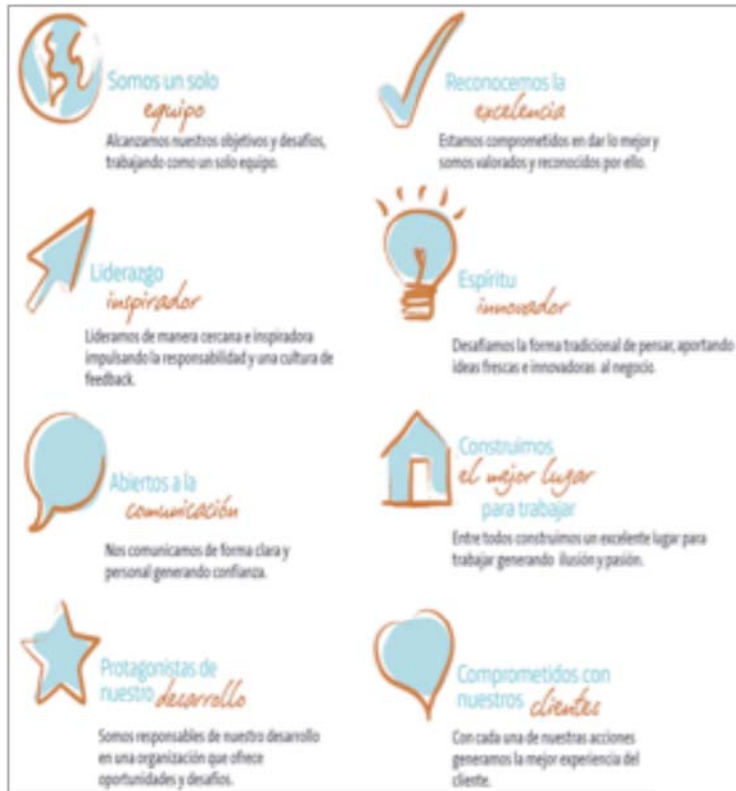 Somos un solo
equipo
Alcanzamos nuestros objetivos y desafíos,
trabajando como un solo equipo.
Reconocemos la
excelencia
Estamos comprometidos en dar lo mejor y
somos valorados y reconocidos por ello.
Liderazgo
inspirador
Lideramos de manera cercana e inspiradora
impulsando la responsabilidad y una cultura de
feedback.
Espíritu
innovador
Desafiamos la forma tradicional de pensar, aportando
ideas frescas e innovadoras al negocio.
Abiertos a la
comunicación
Nos comunicamos de forma clara y
personal generando confianza.
Construimos
el mejor lugar
para trabajar
Entre todos construimos un excelente lugar para
trabajar generando ilusión y pasión.
Protagonistas de
nuestro desarrollo
Somos responsables de nuestro desarrollo
en una organización que ofrece
oportunidades y desafíos.
Comprometidos con
nuestros clientes
Con cada una de nuestras acciones
generamos la mejor experiencia del
cliente.